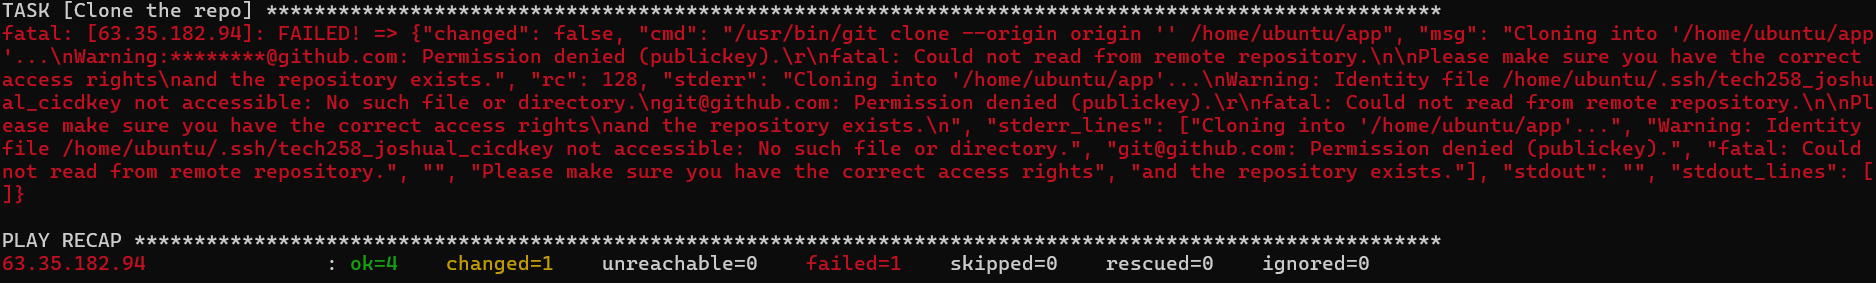 TASK [Clone the repo] **************************************************************************************************
fatal: [63.35.182.94]: FAILED! => {"changed": false, "cmd": "/usr/bin/git clone --origin origin '' /home/ubuntu/app", "msg": "Cloning into '/home/ubuntu/app
'...\nWarning:********@github.com: Permission denied (publickey).\r\nfatal: Could not read from remote repository.\n\nPlease make sure you have the correct
access rights\nand the repository exists.", "rc": 128, "stderr": "Cloning into '/home/ubuntu/app'...\nWarning: Identity file /home/ubuntu/.ssh/tech258_joshu
al_cicdkey not accessible: No such file or directory.\ngit@github.com: Permission denied (publickey).\r\nfatal: Could not read from remote repository.\n\nPl
ease make sure you have the correct access rights\nand the repository exists.\n", "stderr_lines": ["Cloning into '/home/ubuntu/app'...", "Warning: Identity
file /home/ubuntu/.ssh/tech258_joshual_cicdkey not accessible: No such file or directory.", "git@github.com: Permission denied (publickey).", "fatal: Could
not read from remote repository.", "", "Please make sure you have the correct access rights", "and the repository exists."], "stdout": "", "stdout_lines": [
]}
PLAY RECAP *************************************************************************************************************
63.35.182.94 : ok=4 changed=1 unreachable=0 failed=1 skipped=0 rescued=0 ignored=0